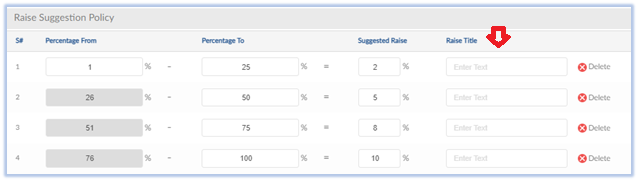 Raise Suggestion Policy
S# Percentage From Percentage To Suggested Raise Raise Title
1 1 % – 25 % = 2 % Enter Text Delete
2 26 % – 50 % = 5 % Enter Text Delete
3 51 % – 75 % = 8 % Enter Text Delete
4 76 % – 100 % = 10 % Enter Text Delete